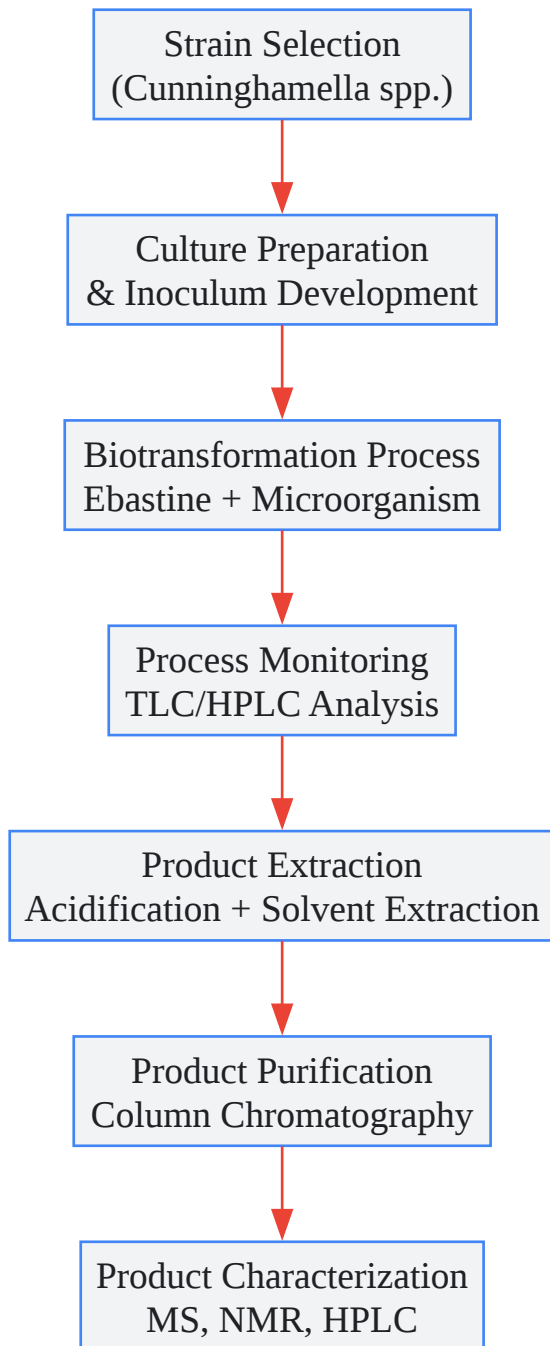 Strain Selection
(Cunninghamella spp.)
Culture Preparation
& Inoculum Development
Biotransformation Process
Ebastine + Microorganism
Process Monitoring
TLC/HPLC Analysis
Product Extraction
Acidification + Solvent Extraction
Product Purification
Column Chromatography
Product Characterization
MS, NMR, HPLC